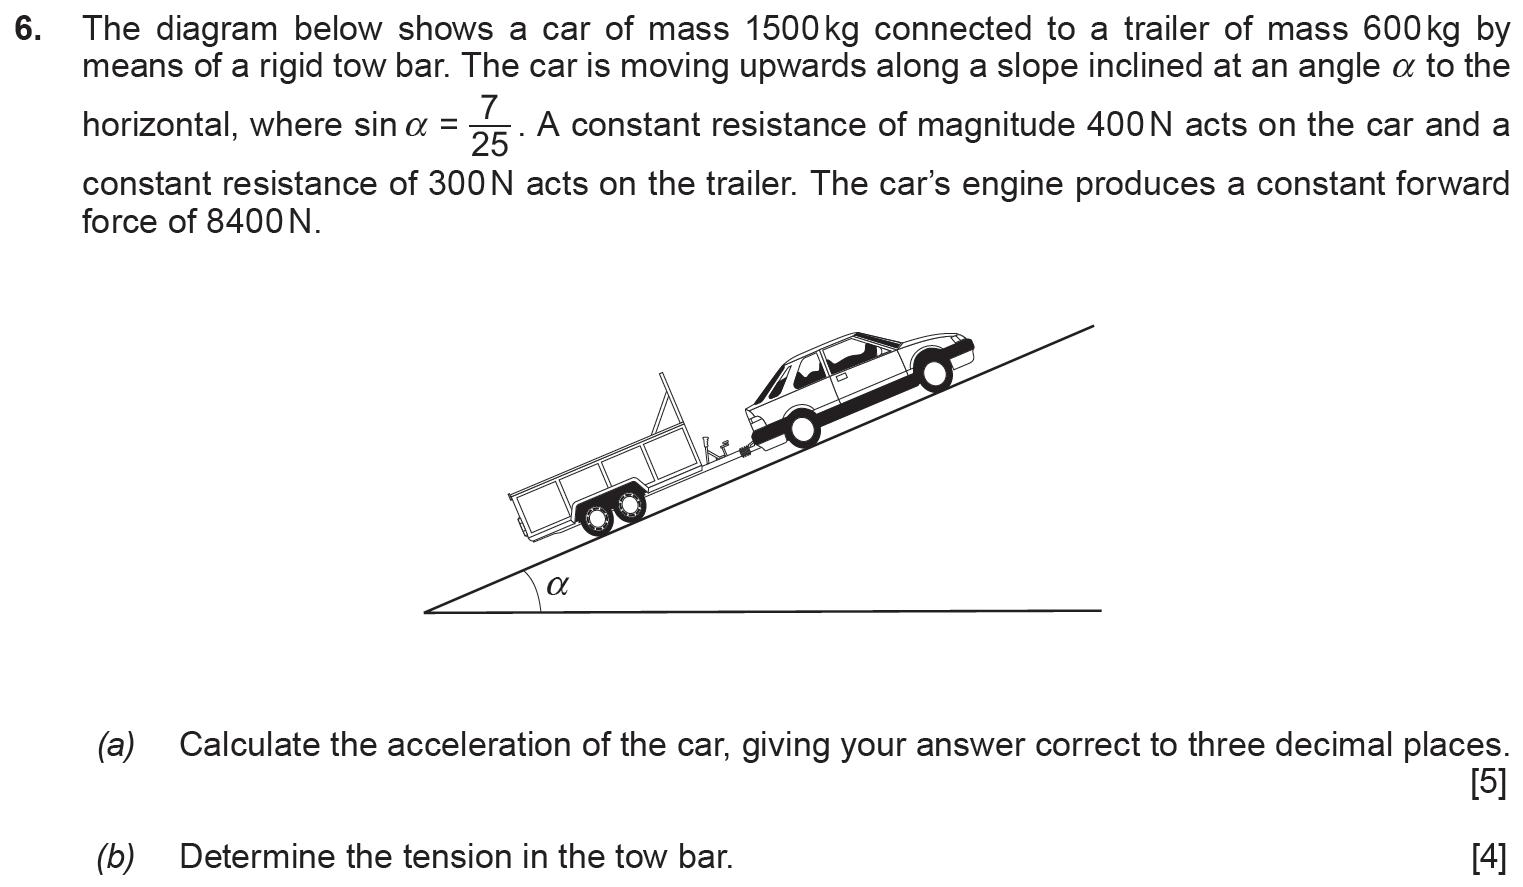 6. The diagram below shows a car of mass 1500 kg connected to a trailer of mass 600 kg by
means of a rigid tow bar. The car is moving upwards along a slope inclined at an angle α to the
horizontal, where sin α = 7/25. A constant resistance of magnitude 400 N acts on the car and a
constant resistance of 300 N acts on the trailer. The car’s engine produces a constant forward
force of 8400 N.
α
(a) Calculate the acceleration of the car, giving your answer correct to three decimal places.
[5]
(b) Determine the tension in the tow bar. [4]